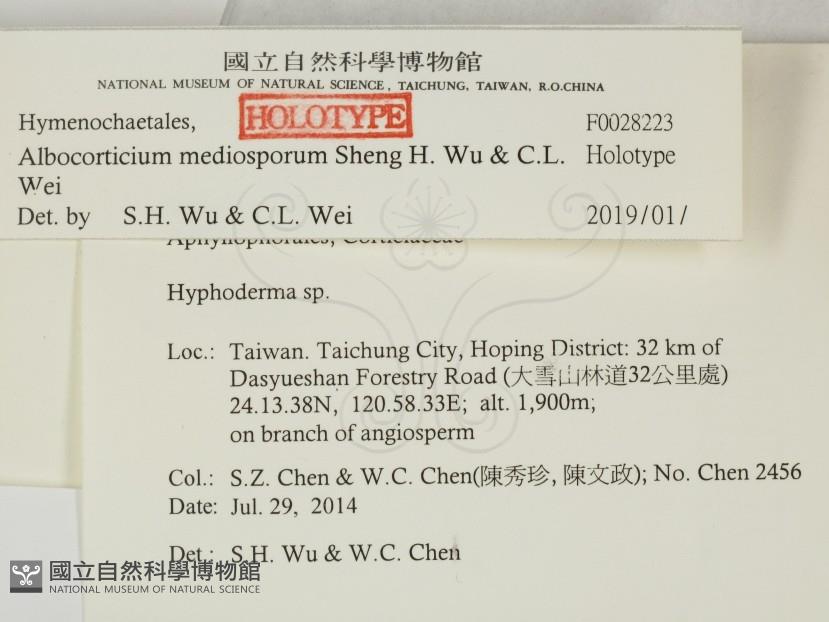 國立自然科學博物館
NATIONAL MUSEUM OF NATURAL SCIENCE, TAICHUNG, TAIWAN, R.O.CHINA
Hymenochaetales, HOLOTYPE F0028223
Albocorticium mediosporum Sheng H. Wu & C.L. Holotype
Wei
Det. by S.H. Wu & C.L. Wei 2019/01/
Aphyllophorales, Corticiaceae
Hyphoderma sp.
Loc.: Taiwan. Taichung City, Hoping District: 32 km of
Dasyueshan Forestry Road (大雪山林道32公里處)
24.13.38N, 120.58.33E; alt. 1,900m;
on branch of angiosperm
Col.: S.Z. Chen & W.C. Chen(陳秀珍, 陳文政); No. Chen 2456
Date: Jul. 29, 2014
Det.: S.H. Wu & W.C. Chen
國立自然科學博物館
NATIONAL MUSEUM OF NATURAL SCIENCE